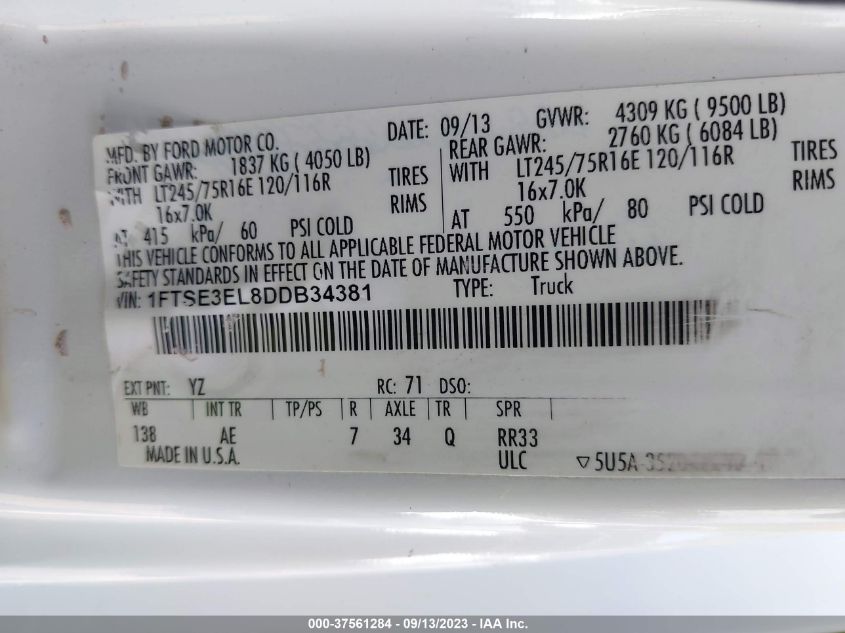 MFD. BY FORD MOTOR CO. DATE: 09/13 GVWR: 4309 KG ( 9500 LB)
FRONT GAWR: 1837 KG ( 4050 LB) REAR GAWR: 2760 KG ( 6084 LB)
WITH LT245/75R16E 120/116R TIRES WITH LT245/75R16E 120/116R TIRES
16x7.0K RIMS 16x7.0K RIMS
AT 415 kPa/ 60 PSI COLD AT 550 kPa/ 80 PSI COLD
THIS VEHICLE CONFORMS TO ALL APPLICABLE FEDERAL MOTOR VEHICLE
SAFETY STANDARDS IN EFFECT ON THE DATE OF MANUFACTURE SHOWN ABOVE.
VIN: 1FTSE3EL8DDB34381 TYPE: Truck
EXT PNT: YZ RC: 71 DSO:
WB INT TR TP/PS R AXLE TR SPR
138 AE 7 34 Q RR33
MADE IN U.S.A. ULC ▽5U5A-
000-37561284 - 09/13/2023 - IAA Inc.